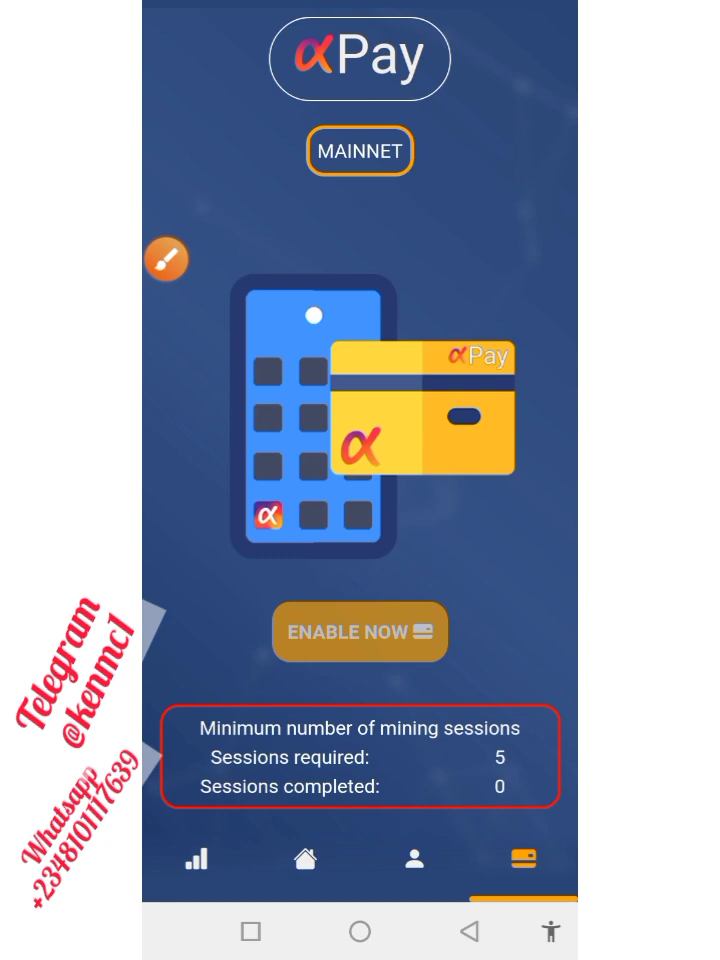 αPay
MAINNET
αPay
α
α
ENABLE NOW
Minimum number of mining sessions
Sessions required: 5
Sessions completed: 0
Telegram
@kenmc1
Whatsapp
+2348101117639